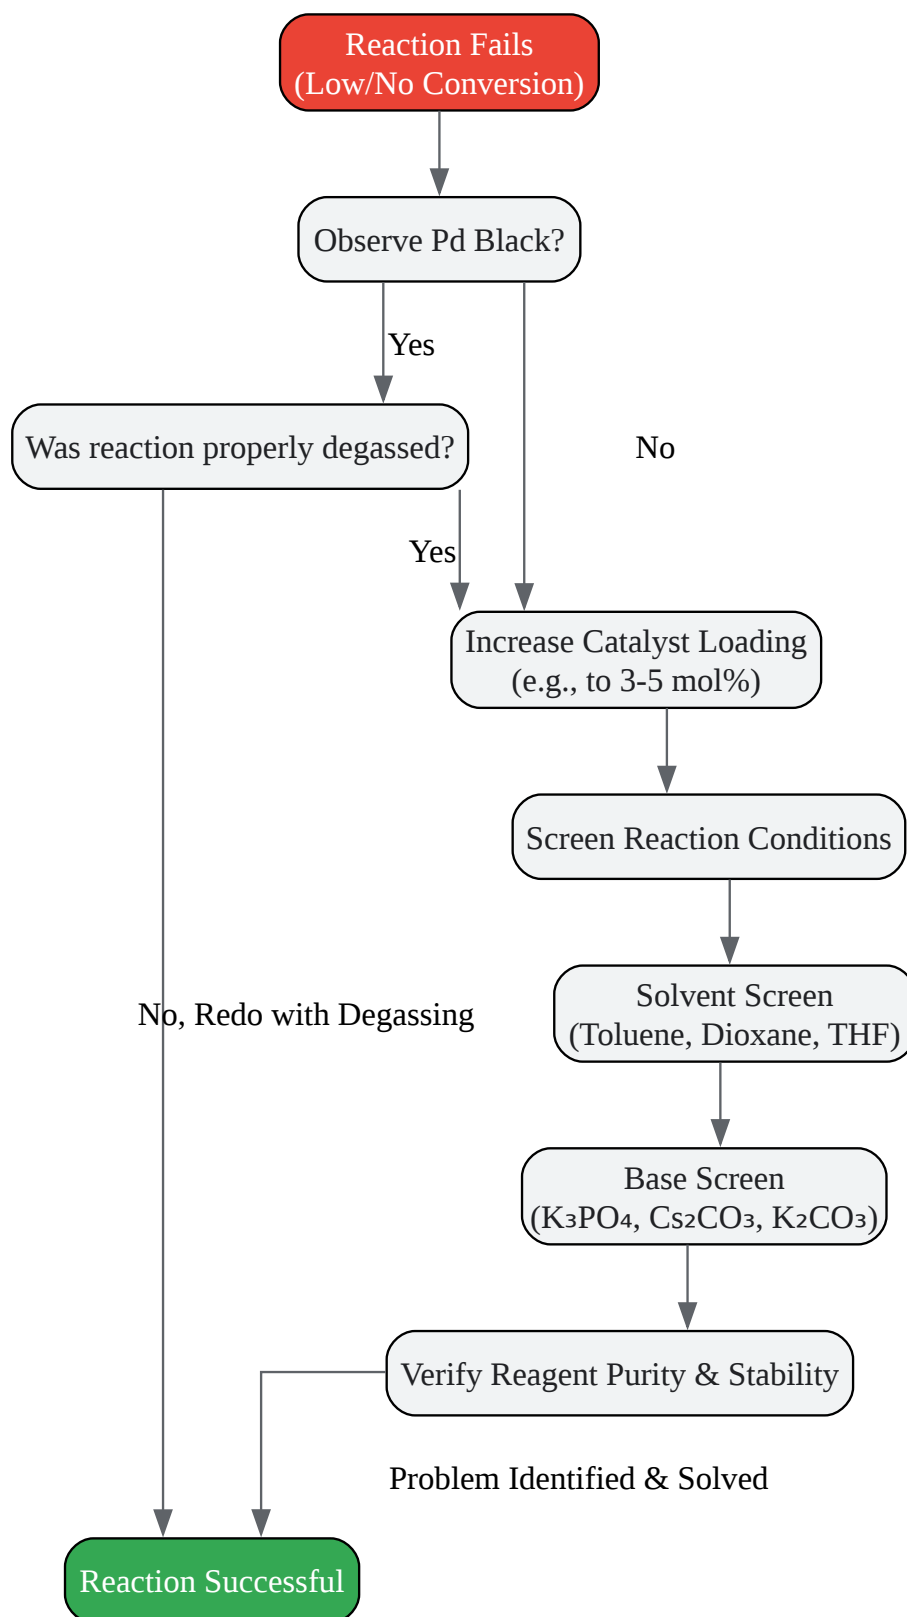 Reaction Fails
(Low/No Conversion)
Observe Pd Black?
Yes
Was reaction properly degassed?
No
Yes
Increase Catalyst Loading
(e.g., to 3-5 mol%)
Screen Reaction Conditions
Solvent Screen
(Toluene, Dioxane, THF)
No, Redo with Degassing
Base Screen
(K₃PO₄, Cs₂CO₃, K₂CO₃)
Verify Reagent Purity & Stability
Problem Identified & Solved
Reaction Successful